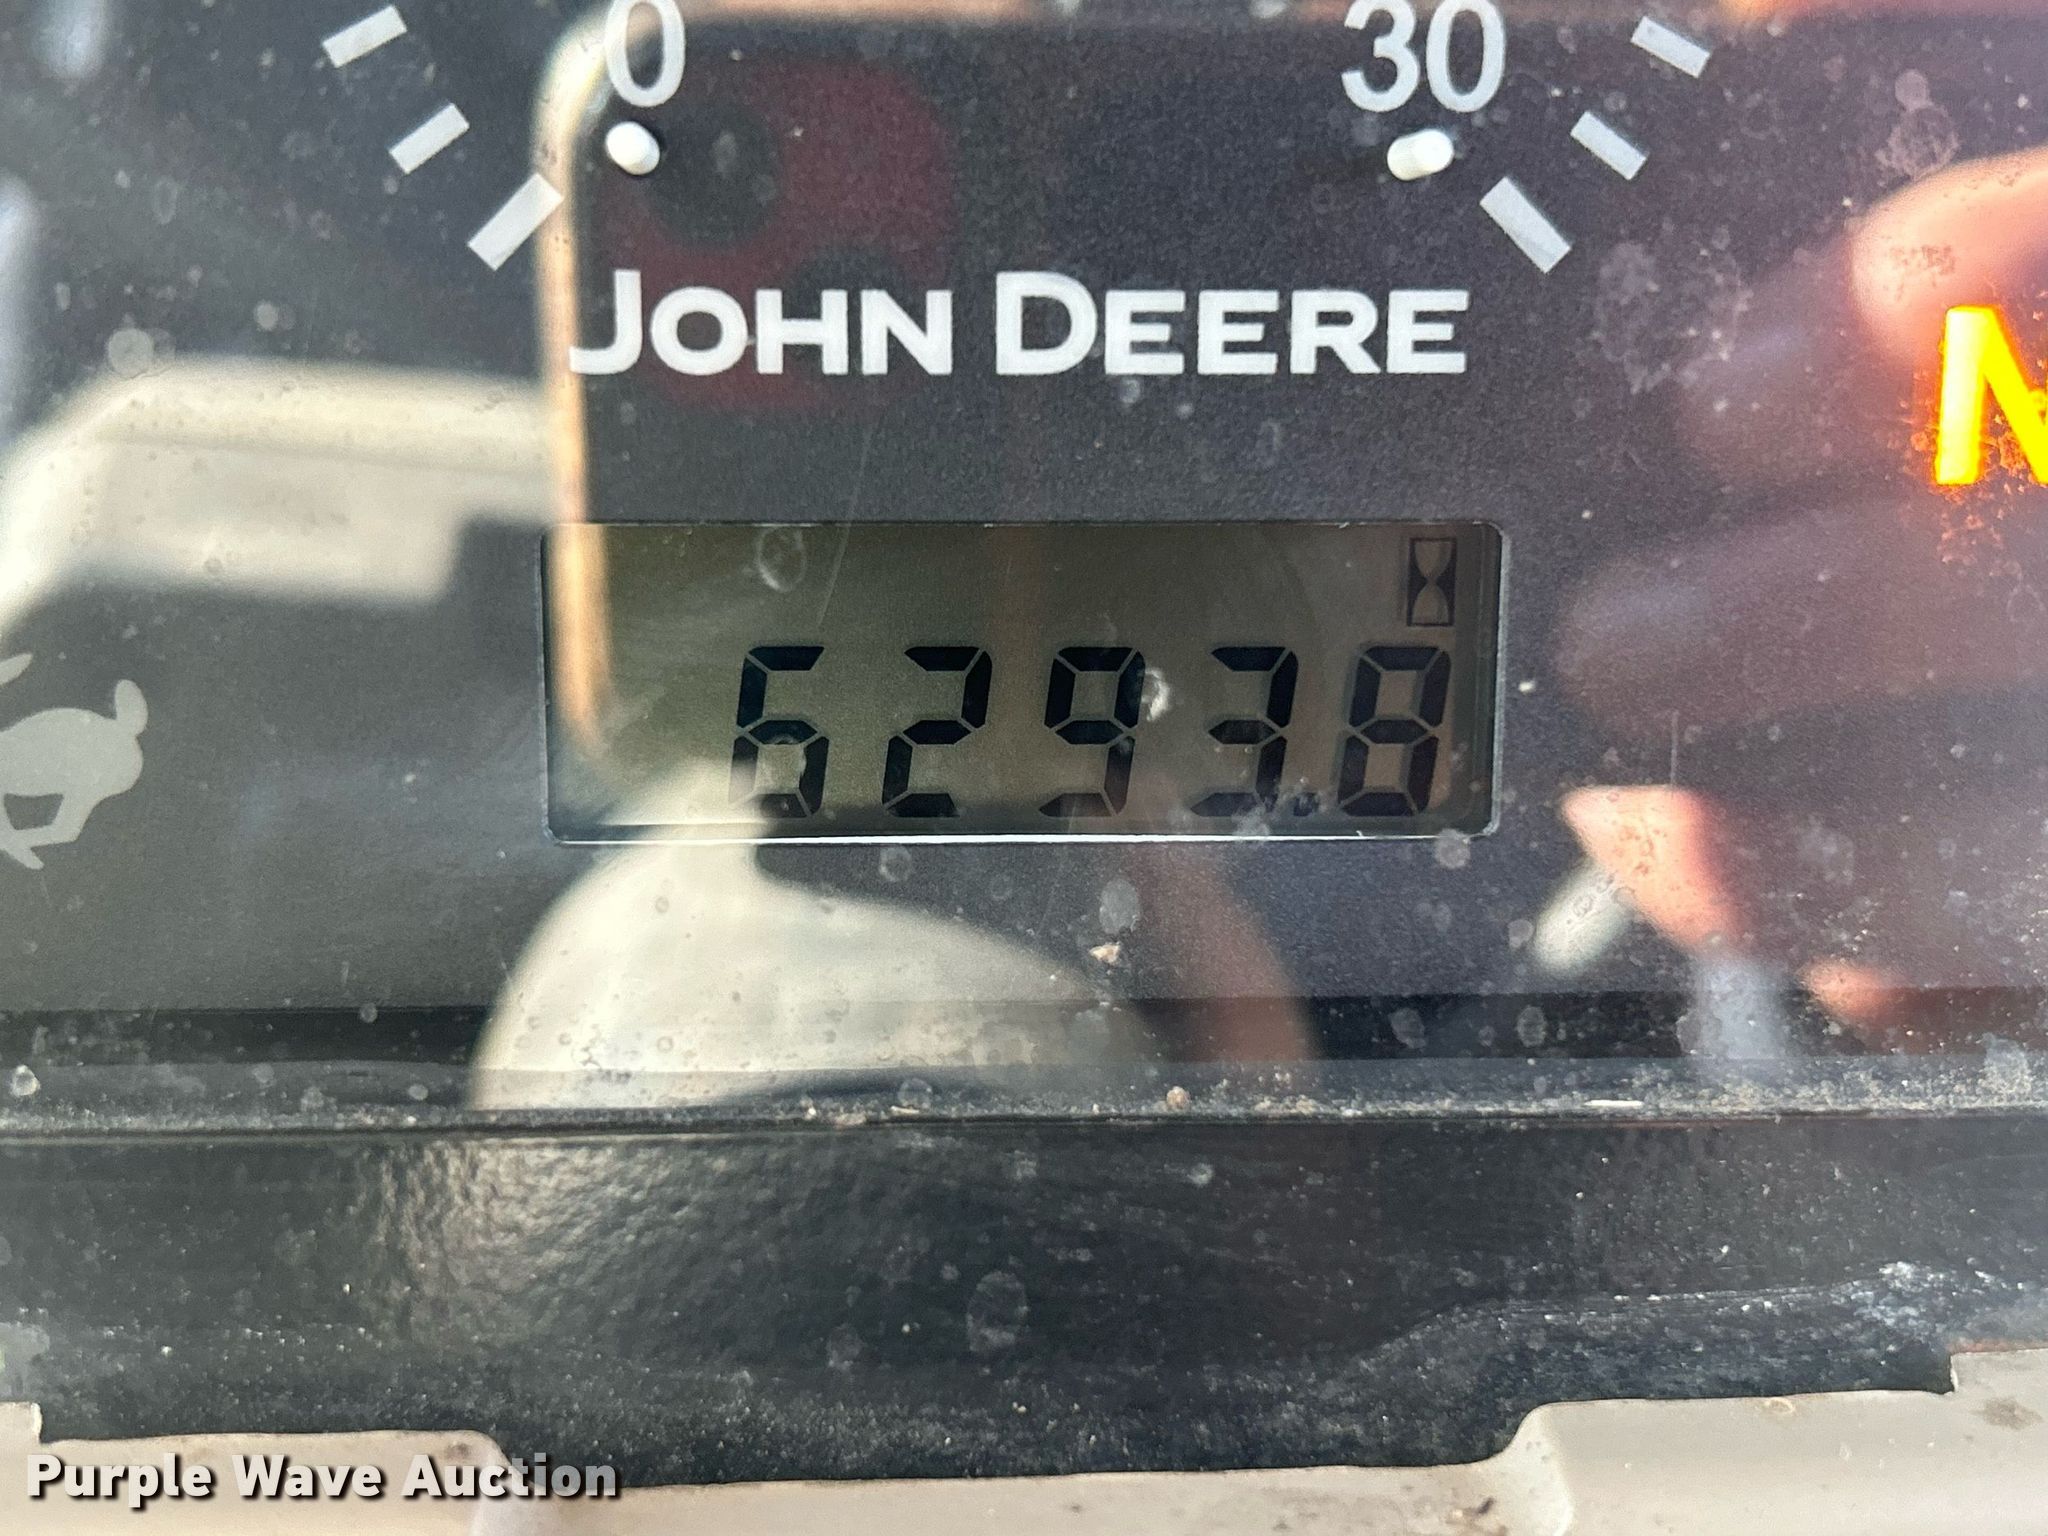 0 30
JOHN DEERE
N
6293.8
Purple Wave Auction